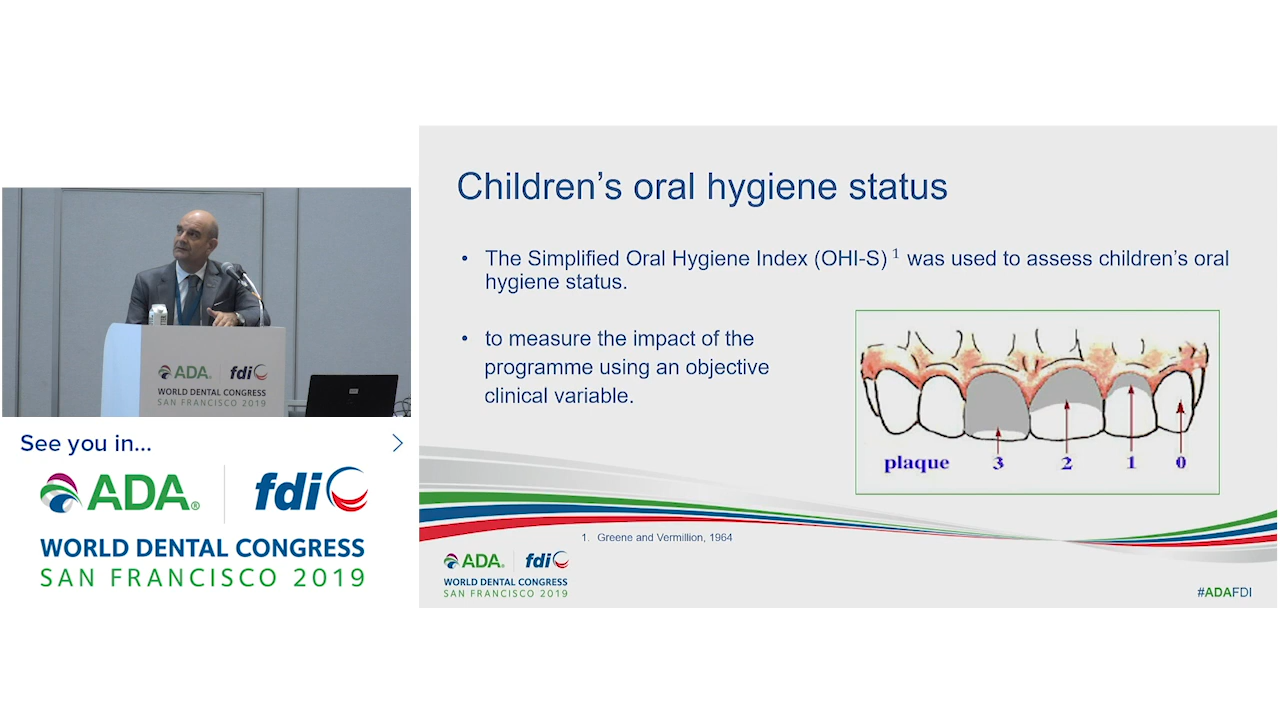 ADA. fdi
WORLD DENTAL CONGRESS
SAN FRANCISCO 2019
See you in...
ADA.® fdi
WORLD DENTAL CONGRESS
SAN FRANCISCO 2019
Children's oral hygiene status
• The Simplified Oral Hygiene Index (OHI-S) 1 was used to assess children's oral
hygiene status.
• to measure the impact of the
programme using an objective
clinical variable.
plaque 3 2 1 0
1. Greene and Vermillion, 1964
ADA. fdi
WORLD DENTAL CONGRESS
SAN FRANCISCO 2019
#ADAFDI